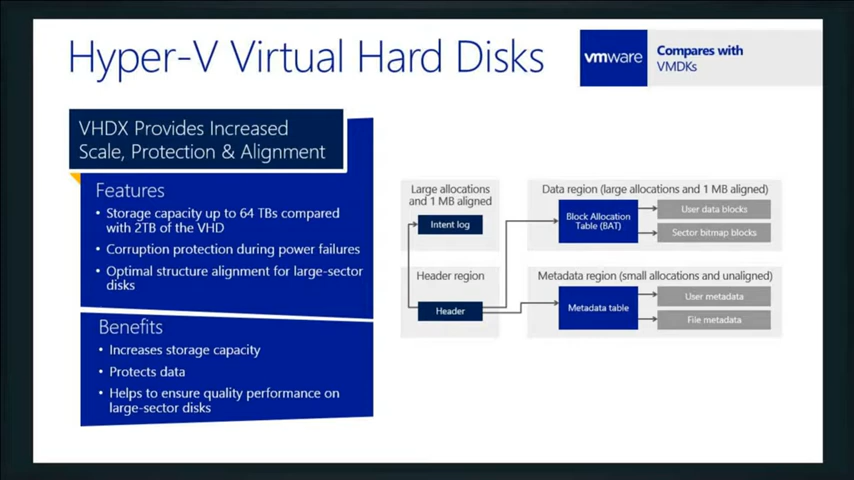 Hyper-V Virtual Hard Disks
vmware
Compares with
VMDKs
VHDX Provides Increased
Scale, Protection & Alignment
Features
• Storage capacity up to 64 TBs compared
with 2TB of the VHD
• Corruption protection during power failures
• Optimal structure alignment for large-sector
disks
Benefits
• Increases storage capacity
• Protects data
• Helps to ensure quality performance on
large-sector disks
Large allocations
and 1 MB aligned
Intent log
Header region
Header
Data region (large allocations and 1 MB aligned)
Block Allocation
Table (BAT)
User data blocks
Sector bitmap blocks
Metadata region (small allocations and unaligned)
Metadata table
User metadata
File metadata